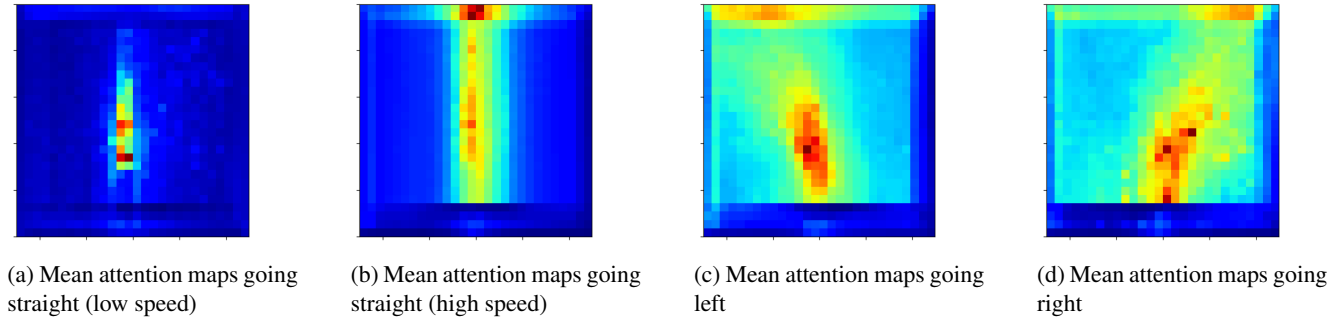 (a) Mean attention maps going
straight (low speed)
(b) Mean attention maps going
straight (high speed)
(c) Mean attention maps going
left
(d) Mean attention maps going
right